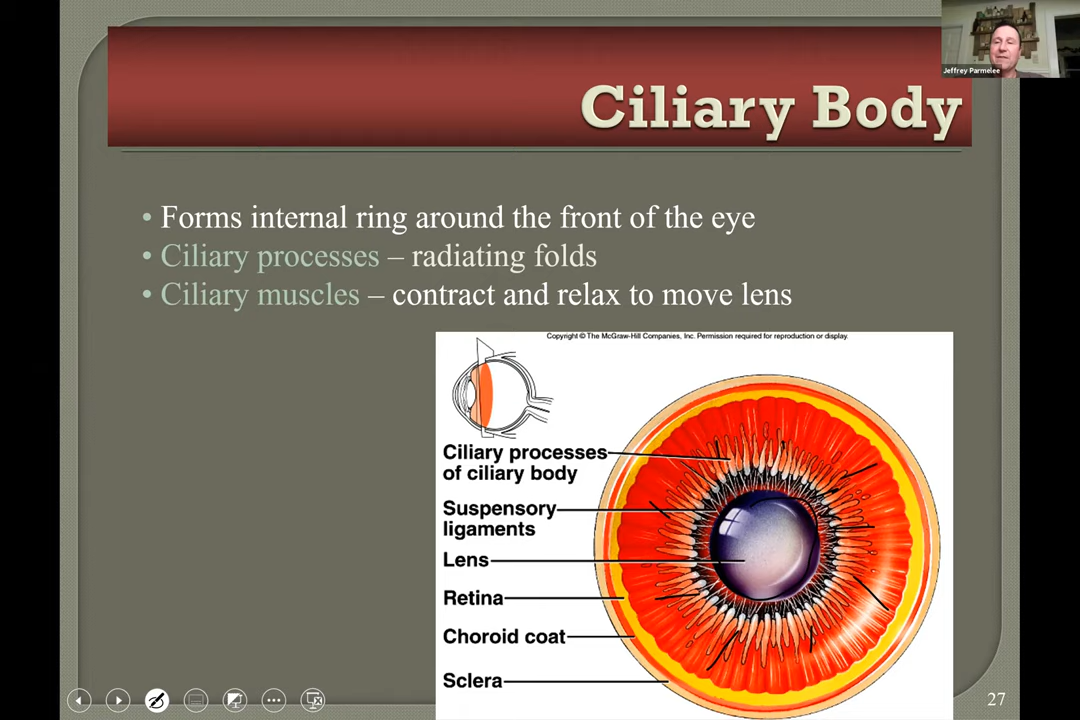 Jeffrey Parmelee
Ciliary Body
• Forms internal ring around the front of the eye
• Ciliary processes – radiating folds
• Ciliary muscles – contract and relax to move lens
Copyright © The McGraw-Hill Companies, Inc. Permission required for reproduction or display.
Ciliary processes
of ciliary body
Suspensory
ligaments
Lens
Retina
Choroid coat
Sclera
27